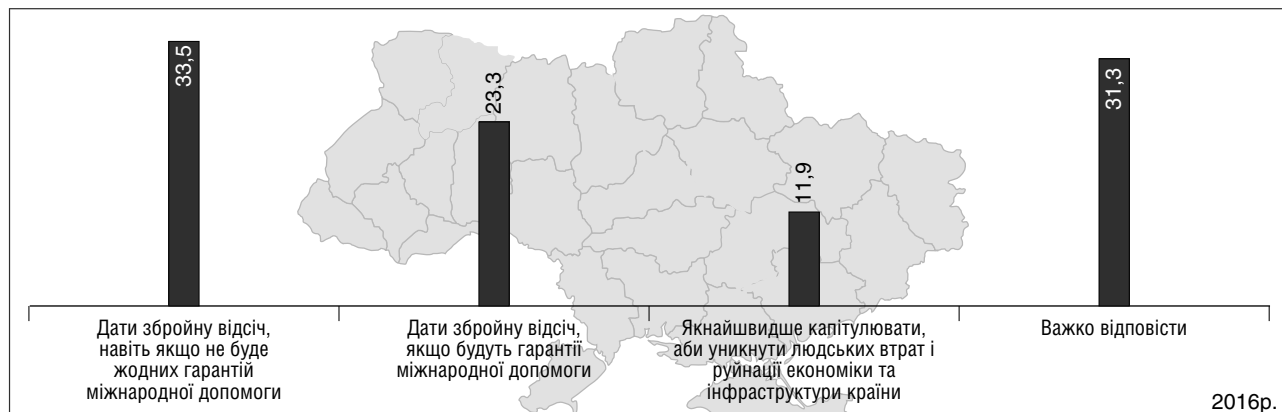 33,5
23,3
11,9
31,3
Дати збройну відсіч,
навіть якщо не буде
жодних гарантій
міжнародної допомоги
Дати збройну відсіч,
якщо будуть гарантії
міжнародної допомоги
Якнайшвидше капітулювати,
аби уникнути людських втрат і
руйнації економіки та
інфраструктури країни
Важко відповісти
2016р.